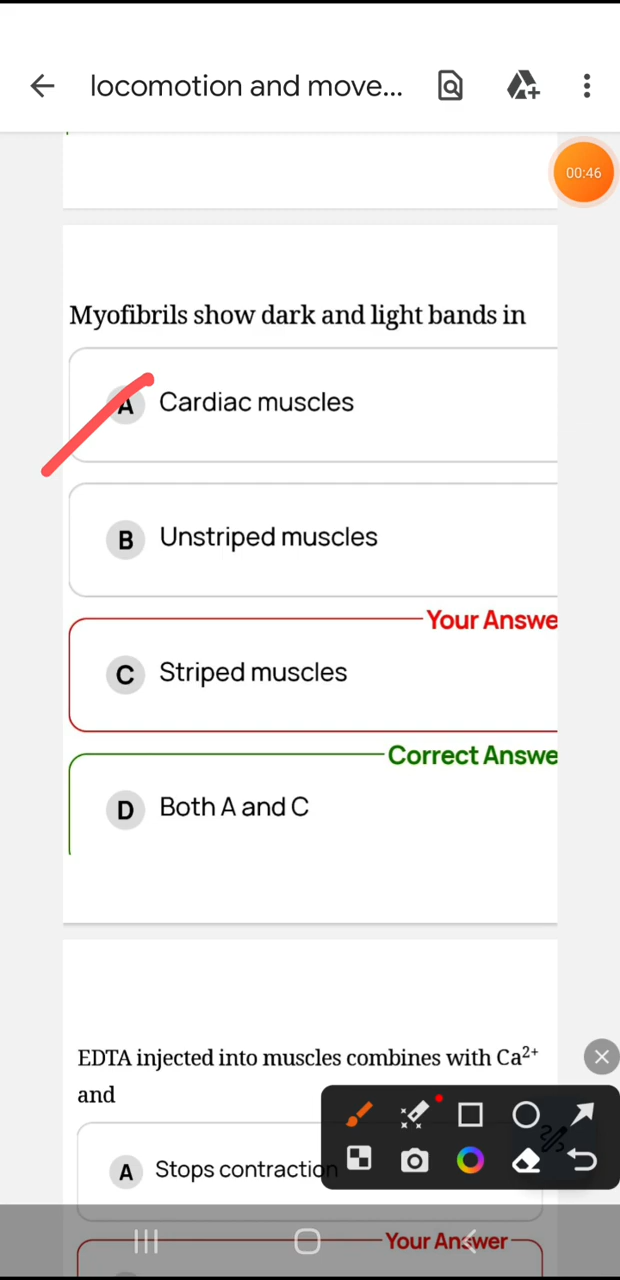 locomotion and move...
00:46
Myofibrils show dark and light bands in
A Cardiac muscles
B Unstriped muscles
Your Answe
C Striped muscles
Correct Answe
D Both A and C
EDTA injected into muscles combines with Ca²⁺
and
A Stops contraction
Your Answer